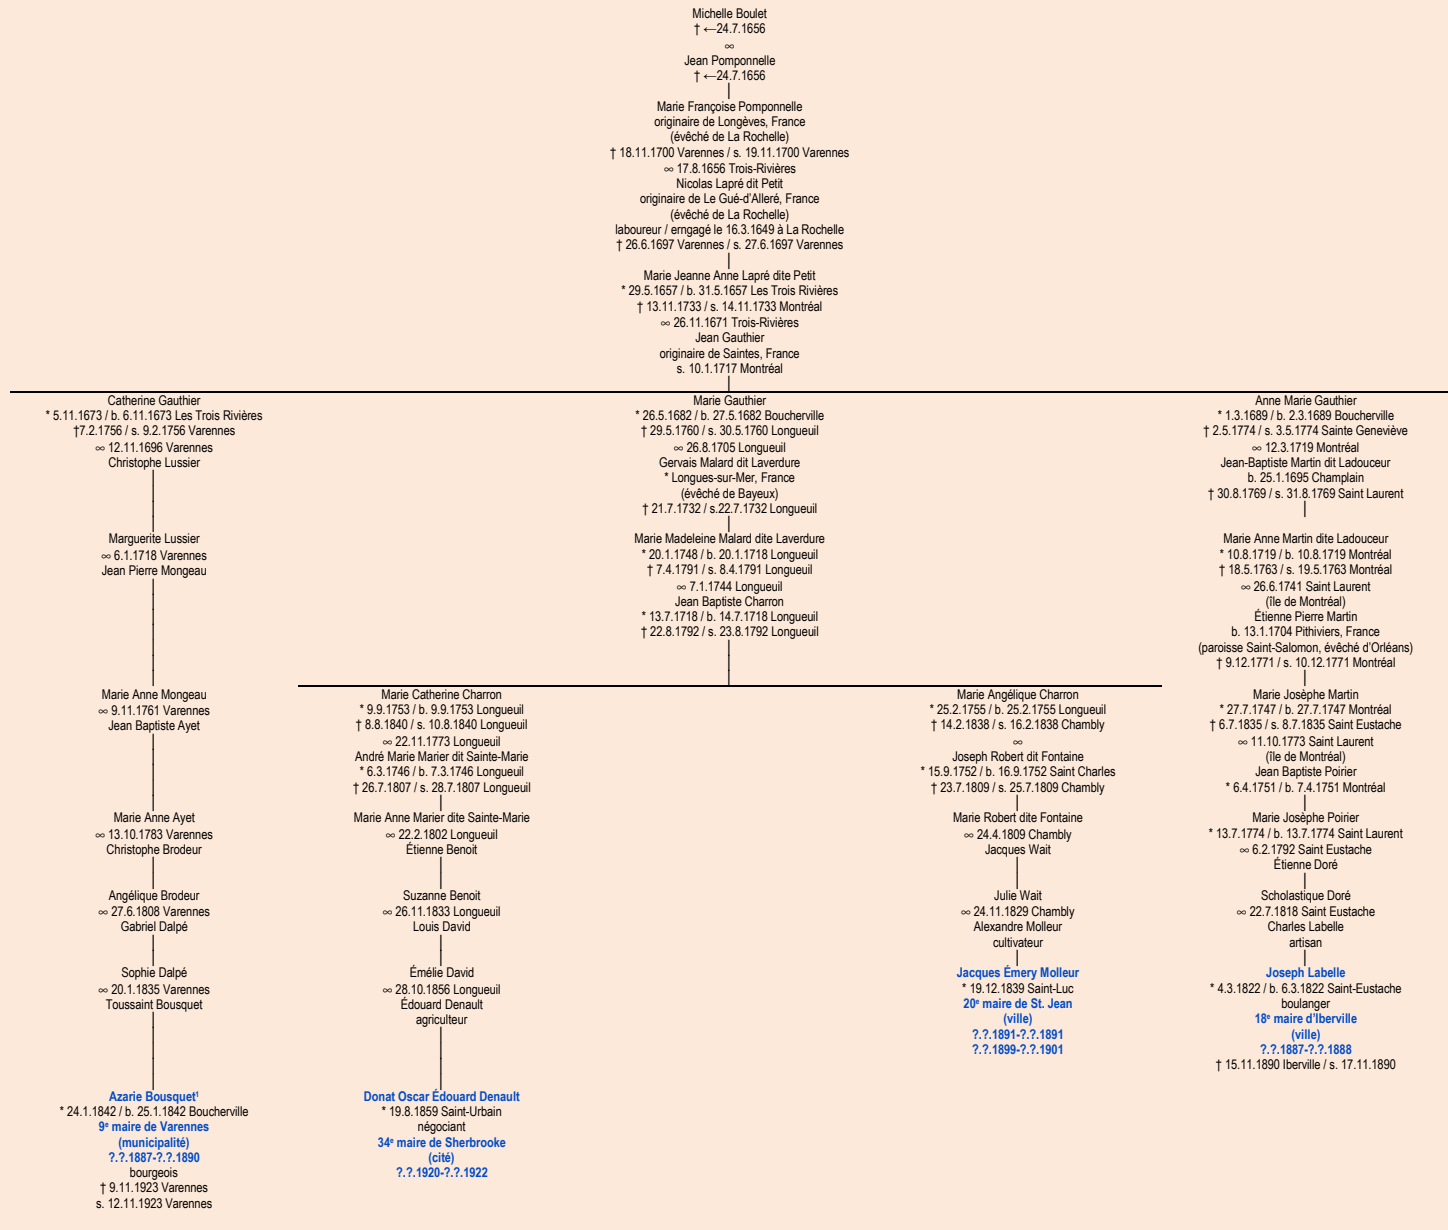 Michelle Boulet
† ←24.7.1656
∞
Jean Pomponnelle
† ←24.7.1656
Marie Françoise Pomponnelle
originaire de Longèves, France
(évêché de La Rochelle)
† 18.11.1700 Varennes / s. 19.11.1700 Varennes
∞ 17.8.1656 Trois-Rivières
Nicolas Lapré dit Petit
originaire de Le Gué-d'Alleré, France
(évêché de La Rochelle)
laboureur / erngagé le 16.3.1649 à La Rochelle
† 26.6.1697 Varennes / s. 27.6.1697 Varennes
Marie Jeanne Anne Lapré dite Petit
* 29.5.1657 / b. 31.5.1657 Les Trois Rivières
† 13.11.1733 / s. 14.11.1733 Montréal
∞ 26.11.1671 Trois-Rivières
Jean Gauthier
originaire de Saintes, France
s. 10.1.1717 Montréal
Catherine Gauthier
* 5.11.1673 / b. 6.11.1673 Les Trois Rivières
†7.2.1756 / s. 9.2.1756 Varennes
∞ 12.11.1696 Varennes
Christophe Lussier
Marguerite Lussier
∞ 6.1.1718 Varennes
Jean Pierre Mongeau
Marie Anne Mongeau
∞ 9.11.1761 Varennes
Jean Baptiste Ayet
Marie Anne Ayet
∞ 13.10.1783 Varennes
Christophe Brodeur
Angélique Brodeur
∞ 27.6.1808 Varennes
Gabriel Dalpé
Sophie Dalpé
∞ 20.1.1835 Varennes
Toussaint Bousquet
Azarie Bousquet¹
* 24.1.1842 / b. 25.1.1842 Boucherville
9e maire de Varennes
(municipalité)
?.?.1887-?.?.1890
bourgeois
† 9.11.1923 Varennes
s. 12.11.1923 Varennes
Marie Gauthier
* 26.5.1682 / b. 27.5.1682 Boucherville
† 29.5.1760 / s. 30.5.1760 Longueuil
∞ 26.8.1705 Longueuil
Gervais Malard dit Laverdure
* Longues-sur-Mer, France
(évêché de Bayeux)
† 21.7.1732 / s.22.7.1732 Longueuil
Marie Madeleine Malard dite Laverdure
* 20.1.1748 / b. 20.1.1718 Longueuil
† 7.4.1791 / s. 8.4.1791 Longueuil
∞ 7.1.1744 Longueuil
Jean Baptiste Charron
* 13.7.1718 / b. 14.7.1718 Longueuil
† 22.8.1792 / s. 23.8.1792 Longueuil
Marie Catherine Charron
* 9.9.1753 / b. 9.9.1753 Longueuil
† 8.8.1840 / s. 10.8.1840 Longueuil
∞ 22.11.1773 Longueuil
André Marie Marier dit Sainte-Marie
* 6.3.1746 / b. 7.3.1746 Longueuil
† 26.7.1807 / s. 28.7.1807 Longueuil
Marie Anne Marier dite Sainte-Marie
∞ 22.2.1802 Longueuil
Étienne Benoit
Suzanne Benoit
∞ 26.11.1833 Longueuil
Louis David
Émélie David
∞ 28.10.1856 Longueuil
Édouard Denault
agriculteur
Donat Oscar Édouard Denault
* 19.8.1859 Saint-Urbain
négociant
34e maire de Sherbrooke
(cité)
?.?.1920-?.?.1922
Marie Angélique Charron
* 25.2.1755 / b. 25.2.1755 Longueuil
† 14.2.1838 / s. 16.2.1838 Chambly
∞
Joseph Robert dit Fontaine
* 15.9.1752 / b. 16.9.1752 Saint Charles
† 23.7.1809 / s. 25.7.1809 Chambly
Marie Robert dite Fontaine
∞ 24.4.1809 Chambly
Jacques Wait
Julie Wait
∞ 24.11.1829 Chambly
Alexandre Molleur
cultivateur
Jacques Émery Molleur
* 19.12.1839 Saint-Luc
20e maire de St. Jean
(ville)
?.?.1891-?.?.1891
?.?.1899-?.?.1901
Anne Marie Gauthier
* 1.3.1689 / b. 2.3.1689 Boucherville
† 2.5.1774 / s. 3.5.1774 Sainte Geneviève
∞ 12.3.1719 Montréal
Jean-Baptiste Martin dit Ladouceur
b. 25.1.1695 Champlain
† 30.8.1769 / s. 31.8.1769 Saint Laurent
Marie Anne Martin dite Ladouceur
* 10.8.1719 / b. 10.8.1719 Montréal
† 18.5.1763 / s. 19.5.1763 Montréal
∞ 26.6.1741 Saint Laurent
(île de Montréal)
Étienne Pierre Martin
b. 13.1.1704 Pithiviers, France
(paroisse Saint-Salomon, évêché d'Orléans)
† 9.12.1771 / s. 10.12.1771 Montréal
Marie Josèphe Martin
* 27.7.1747 / b. 27.7.1747 Montréal
† 6.7.1835 / s. 8.7.1835 Saint Eustache
∞ 11.10.1773 Saint Laurent
(île de Montréal)
Jean Baptiste Poirier
* 6.4.1751 / b. 7.4.1751 Montréal
Marie Josèphe Poirier
* 13.7.1774 / b. 13.7.1774 Saint Laurent
∞ 6.2.1792 Saint Eustache
Étienne Doré
Scholastique Doré
∞ 22.7.1818 Saint Eustache
Charles Labelle
artisan
Joseph Labelle
* 4.3.1822 / b. 6.3.1822 Saint-Eustache
boulanger
18e maire d'Iberville
(ville)
?.?.1887-?.?.1888
† 15.11.1890 Iberville / s. 17.11.1890